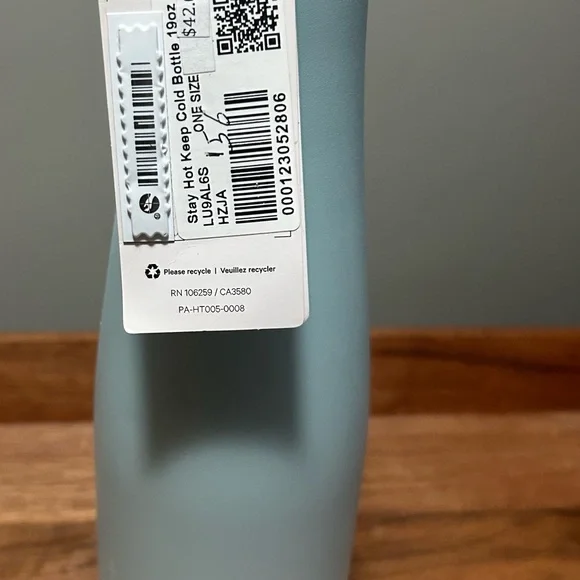 Stay Hot Keep Cold Bottle 19oz
$42.
LU9AL6S
ONE SIZE
HZJA
156
000123052806
Please recycle | Veuillez recycler
RN 106259 / CA3580
PA-HT005-0008